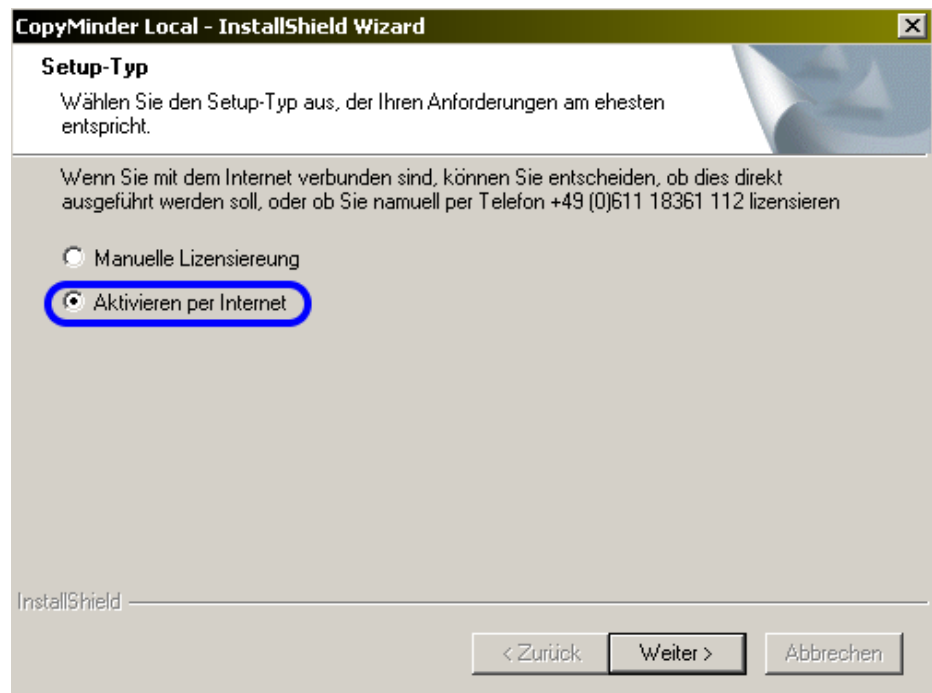 CopyMinder Local - InstallShield Wizard
Setup-Typ
Wählen Sie den Setup-Typ aus, der Ihren Anforderungen am ehesten
entspricht.
Wenn Sie mit dem Internet verbunden sind, können Sie entscheiden, ob dies direkt
ausgeführt werden soll, oder ob Sie namuell per Telefon +49 (0)611 18361 112 lizensieren
Manuelle Lizensiereung
Aktivieren per Internet
InstallShield
< Zurück
Weiter >
Abbrechen